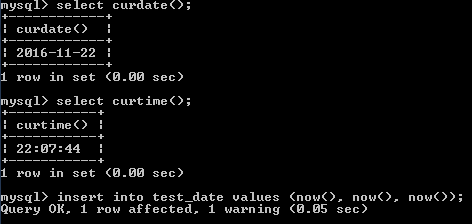 mysql> select curdate();
+------------+
| curdate()  |
+------------+
| 2016-11-22 |
+------------+
1 row in set (0.00 sec)
mysql> select curtime();
+-----------+
| curtime() |
+-----------+
| 22:07:44  |
+-----------+
1 row in set (0.00 sec)
mysql> insert into test_date values (now(), now(), now());
Query OK, 1 row affected, 1 warning (0.05 sec)